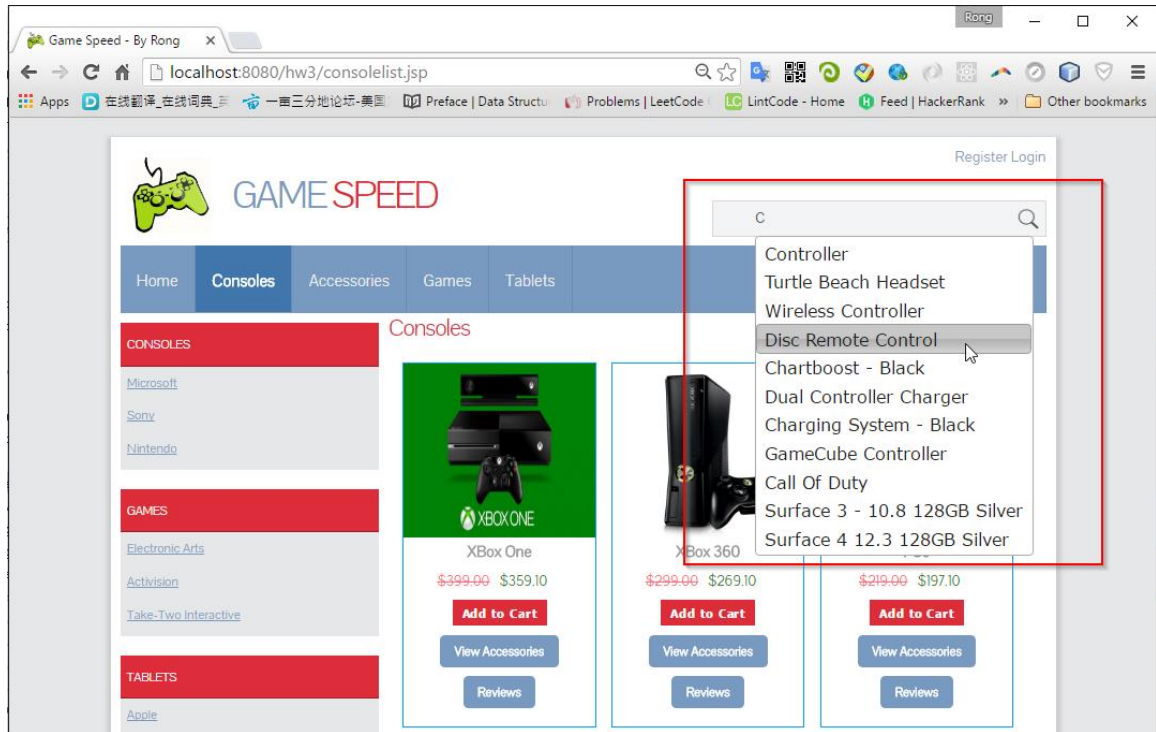 Rong
Game Speed - By Rong
localhost:8080/hw3/consolelist.jsp
Apps 在线翻译_在线词典_ 一亩三分地论坛-美国 Preface | Data Structu Problems | LeetCode LintCode - Home Feed | HackerRank » Other bookmarks
Register Login
GAME SPEED
C
Home Consoles Accessories Games Tablets
Controller
Turtle Beach Headset
Wireless Controller
Disc Remote Control
Chartboost - Black
Dual Controller Charger
Charging System - Black
GameCube Controller
Call Of Duty
Surface 3 - 10.8 128GB Silver
Surface 4 12.3 128GB Silver
CONSOLES
Microsoft
Sony
Nintendo
GAMES
Electronic Arts
Activision
Take-Two Interactive
TABLETS
Apple
Consoles
XBOX ONE
XBox One
XBox 360
$399.00 $359.10
$299.00 $269.10
$219.00 $197.10
Add to Cart
Add to Cart
Add to Cart
View Accessories
View Accessories
View Accessories
Reviews
Reviews
Reviews